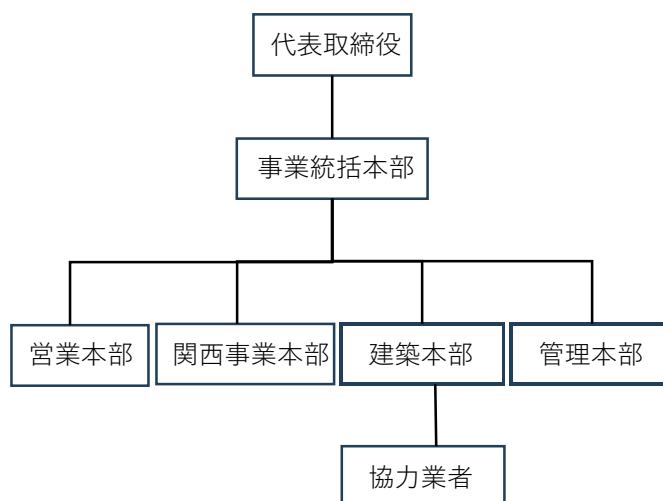 代表取締役
事業統括本部
営業本部
関西事業本部
建築本部
管理本部
協力業者